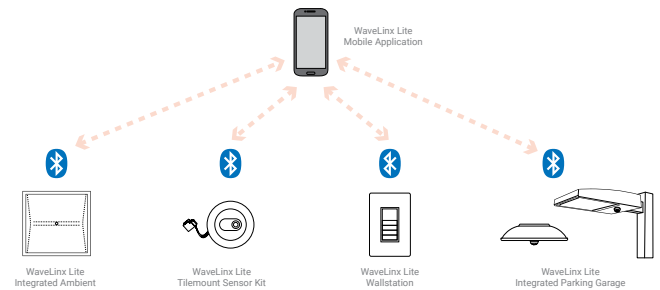 WaveLinx Lite
Mobile Application
WaveLinx Lite
Integrated Ambient
WaveLinx Lite
Tilemount Sensor Kit
WaveLinx Lite
Wallstation
WaveLinx Lite
Integrated Parking Garage